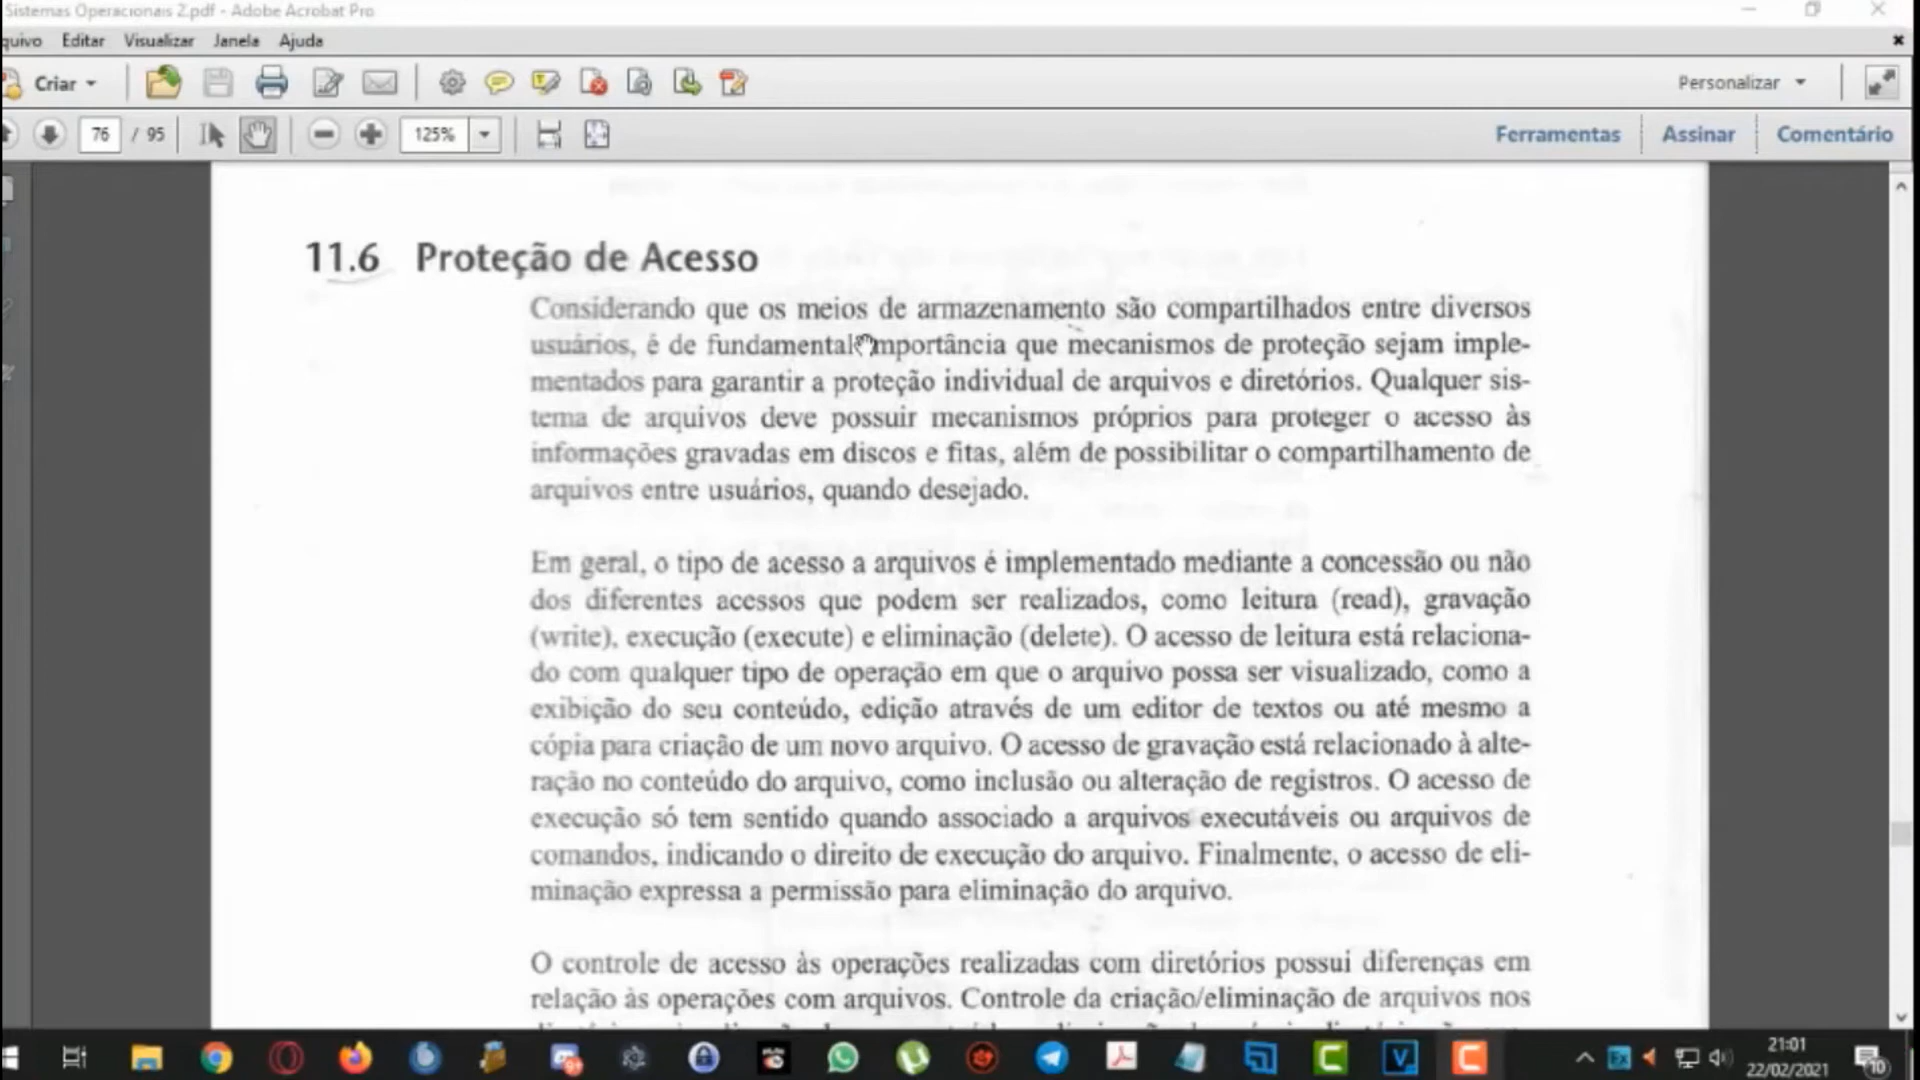 Sistemas Operacionais 2.pdf - Adobe Acrobat Pro
quivo Editar Visualizar Janela Ajuda
Criar
Personalizar
76 / 95
125%
Ferramentas Assinar Comentário
11.6 Proteção de Acesso
Considerando que os meios de armazenamento são compartilhados entre diversos
usuários, é de fundamental importância que mecanismos de proteção sejam imple-
mentados para garantir a proteção individual de arquivos e diretórios. Qualquer sis-
tema de arquivos deve possuir mecanismos próprios para proteger o acesso às
informações gravadas em discos e fitas, além de possibilitar o compartilhamento de
arquivos entre usuários, quando desejado.
Em geral, o tipo de acesso a arquivos é implementado mediante a concessão ou não
dos diferentes acessos que podem ser realizados, como leitura (read), gravação
(write), execução (execute) e eliminação (delete). O acesso de leitura está relaciona-
do com qualquer tipo de operação em que o arquivo possa ser visualizado, como a
exibição do seu conteúdo, edição através de um editor de textos ou até mesmo a
cópia para criação de um novo arquivo. O acesso de gravação está relacionado à alte-
ração no conteúdo do arquivo, como inclusão ou alteração de registros. O acesso de
execução só tem sentido quando associado a arquivos executáveis ou arquivos de
comandos, indicando o direito de execução do arquivo. Finalmente, o acesso de eli-
minação expressa a permissão para eliminação do arquivo.
O controle de acesso às operações realizadas com diretórios possui diferenças em
relação às operações com arquivos. Controle da criação/eliminação de arquivos nos
21:01
22/02/2021
10